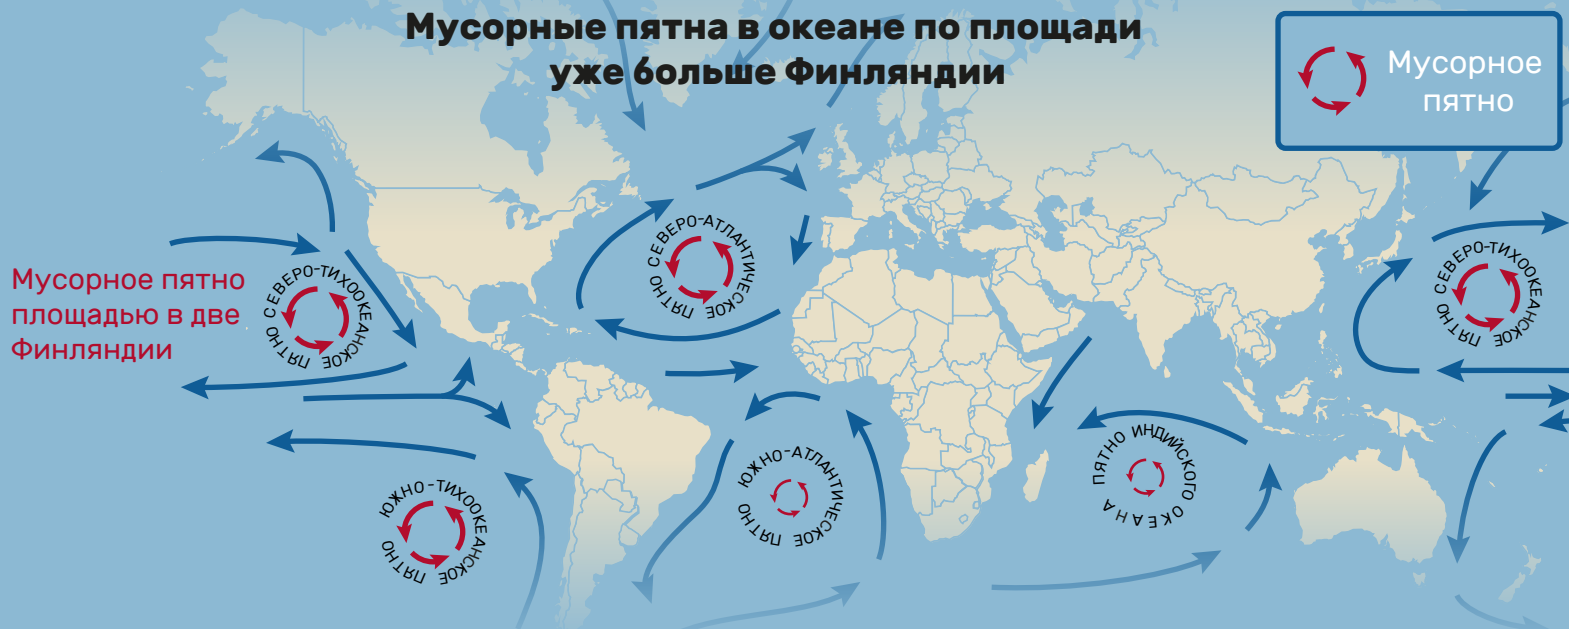 Мусорные пятна в океане по площади
уже больше Финляндии
Мусорное
пятно
Мусорное пятно
площадью в две
Финляндии
СЕВЕРО-ТИХООКЕАНСКОЕ ПЯТНО
СЕВЕРО-АТЛАНТИЧЕСКОЕ ПЯТНО
СЕВЕРО-ТИХООКЕАНСКОЕ ПЯТНО
ЮЖНО-ТИХООКЕАНСКОЕ ПЯТНО
ЮЖНО-АТЛАНТИЧЕСКОЕ ПЯТНО
ПЯТНО ИНДИЙСКОГО ОКЕАНА